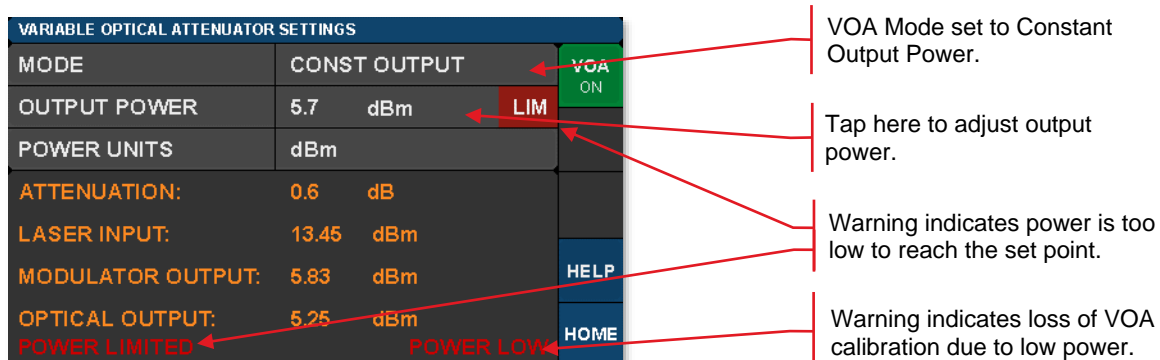 VARIABLE OPTICAL ATTENUATOR SETTINGS
MODE CONST OUTPUT
OUTPUT POWER 5.7 dBm LIM
POWER UNITS dBm
ATTENUATION: 0.6 dB
LASER INPUT: 13.45 dBm
MODULATOR OUTPUT: 5.83 dBm
OPTICAL OUTPUT: 5.25 dBm
POWER LIMITED POWER LOW
VOA
ON
HELP
HOME
VOA Mode set to Constant
Output Power.
Tap here to adjust output
power.
Warning indicates power is too
low to reach the set point.
Warning indicates loss of VOA
calibration due to low power.